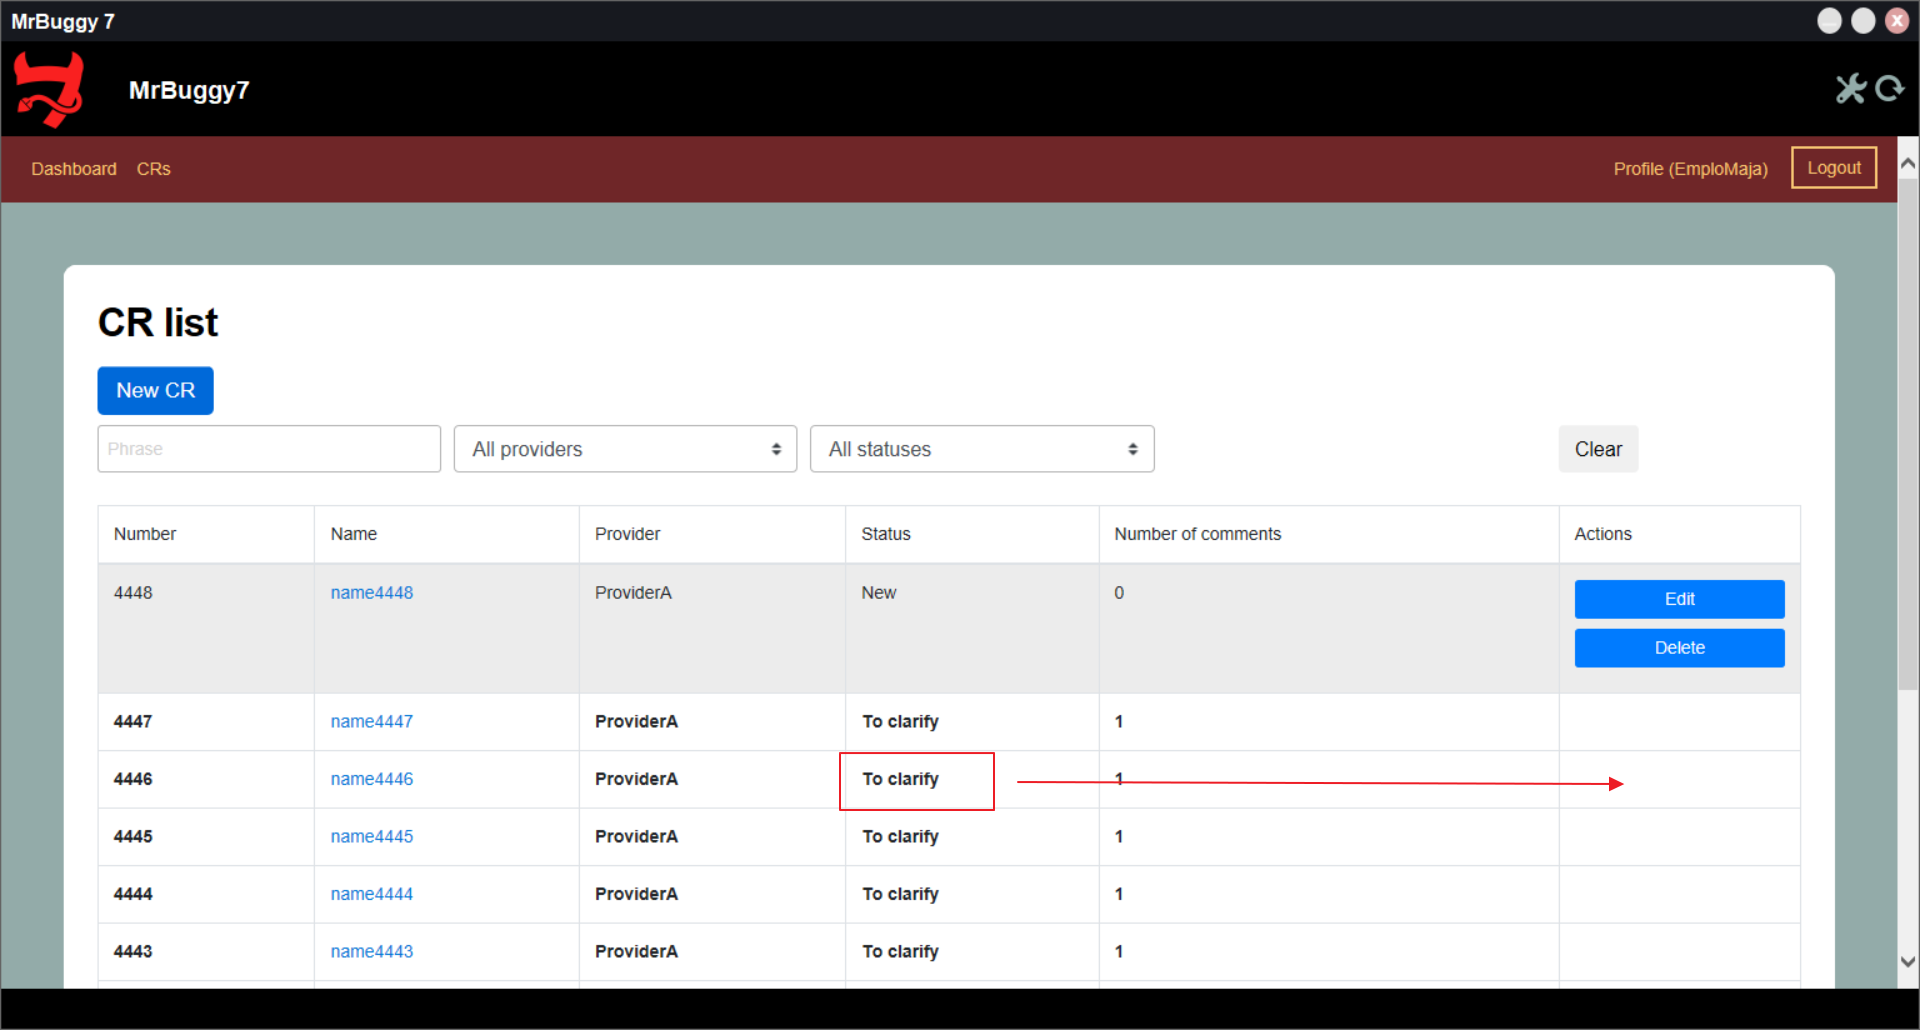 MrBuggy 7
MrBuggy7
Dashboard CRs Profile (EmploMaja) Logout
CR list
New CR
Phrase All providers All statuses Clear
Number Name Provider Status Number of comments Actions
4448 name4448 ProviderA New 0 Edit
Delete
4447 name4447 ProviderA To clarify 1
4446 name4446 ProviderA To clarify 1
4445 name4445 ProviderA To clarify 1
4444 name4444 ProviderA To clarify 1
4443 name4443 ProviderA To clarify 1